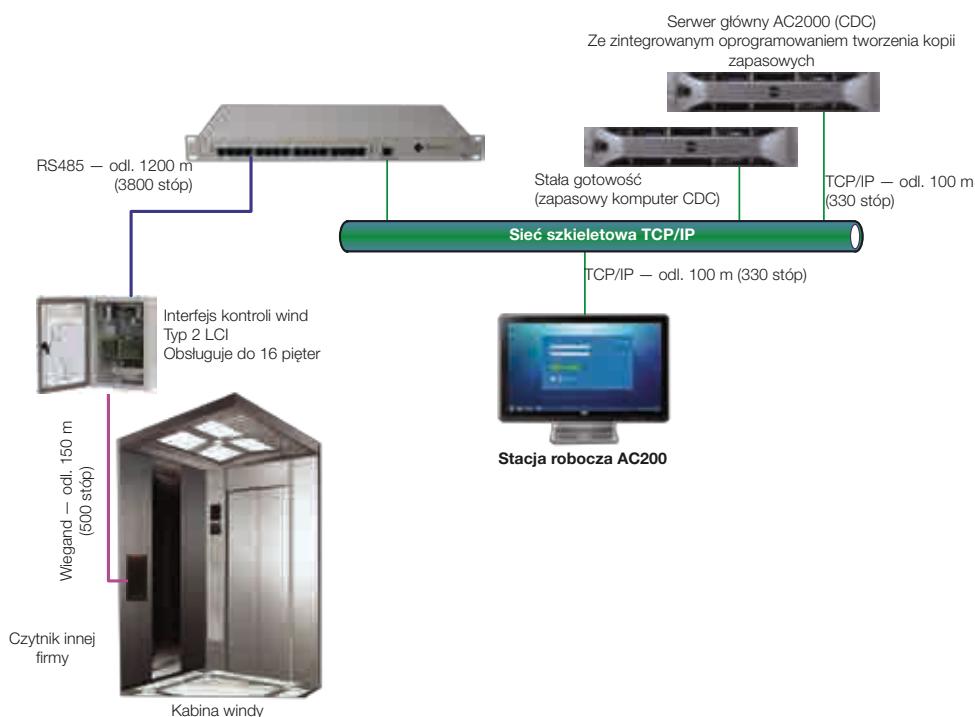 Serwer główny AC2000 (CDC)
Ze zintegrowanym oprogramowaniem tworzenia kopii
zapasowych
RS485 — odl. 1200 m
(3800 stóp)
Stała gotowość
(zapasowy komputer CDC)
TCP/IP — odl. 100 m
(330 stóp)
Sieć szkieletowa TCP/IP
TCP/IP — odl. 100 m (330 stóp)
Interfejs kontroli wind
Typ 2 LCI
Obsługuje do 16 pięter
Stacja robocza AC200
Wiegand — odl. 150 m
(500 stóp)
Czytnik innej
firmy
Kabina windy